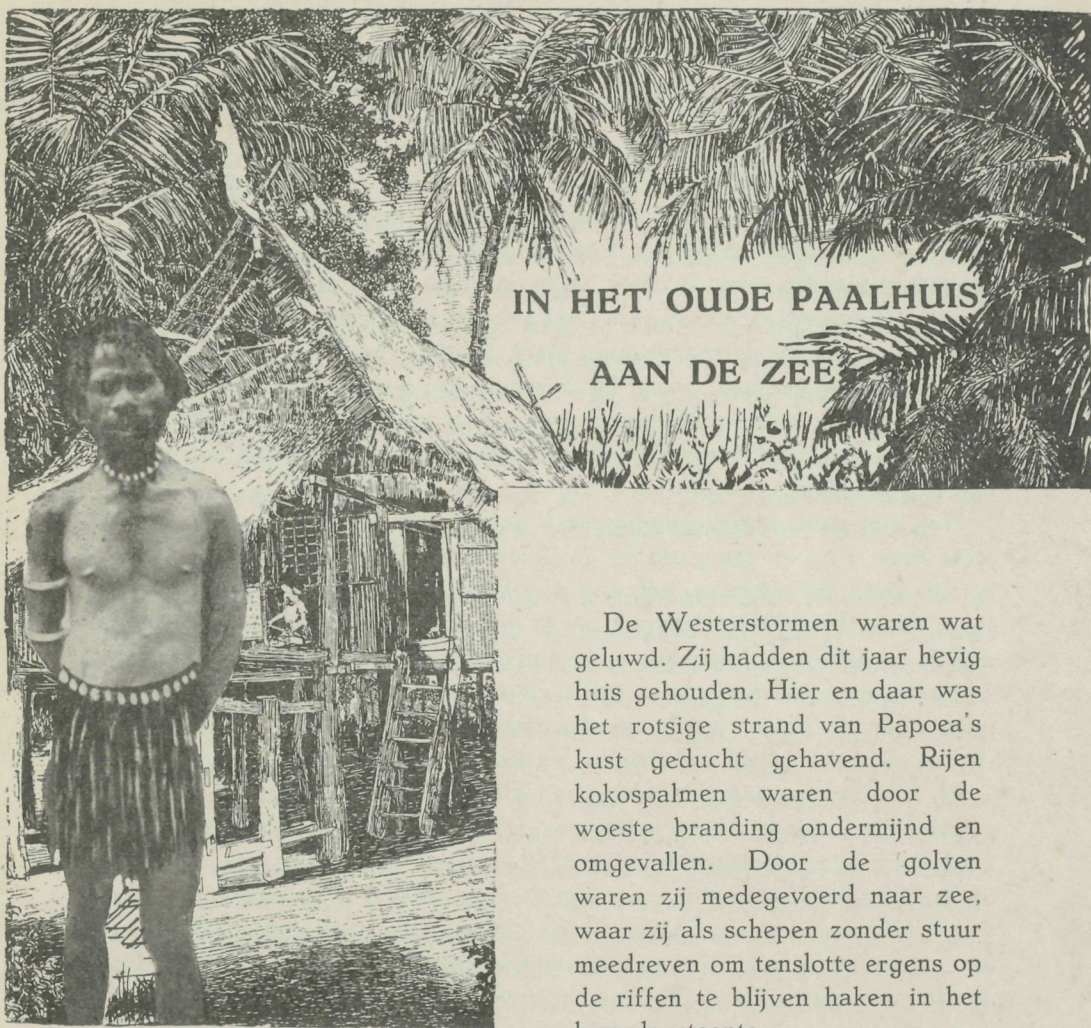 IN HET OUDE PAALHUIS
AAN DE ZEE
De Westerstormen waren wat
geluwd. Zij hadden dit jaar hevig
huis gehouden. Hier en daar was
het rotsige strand van Papoea's
kust geducht gehavend. Rijen
kokospalmen waren door de
woeste branding ondermijnd en
omgevallen. Door de golven
waren zij medegevoerd naar zee,
waar zij als schepen zonder stuur
meedreven om tenslotte ergens op
de riffen te blijven haken in het